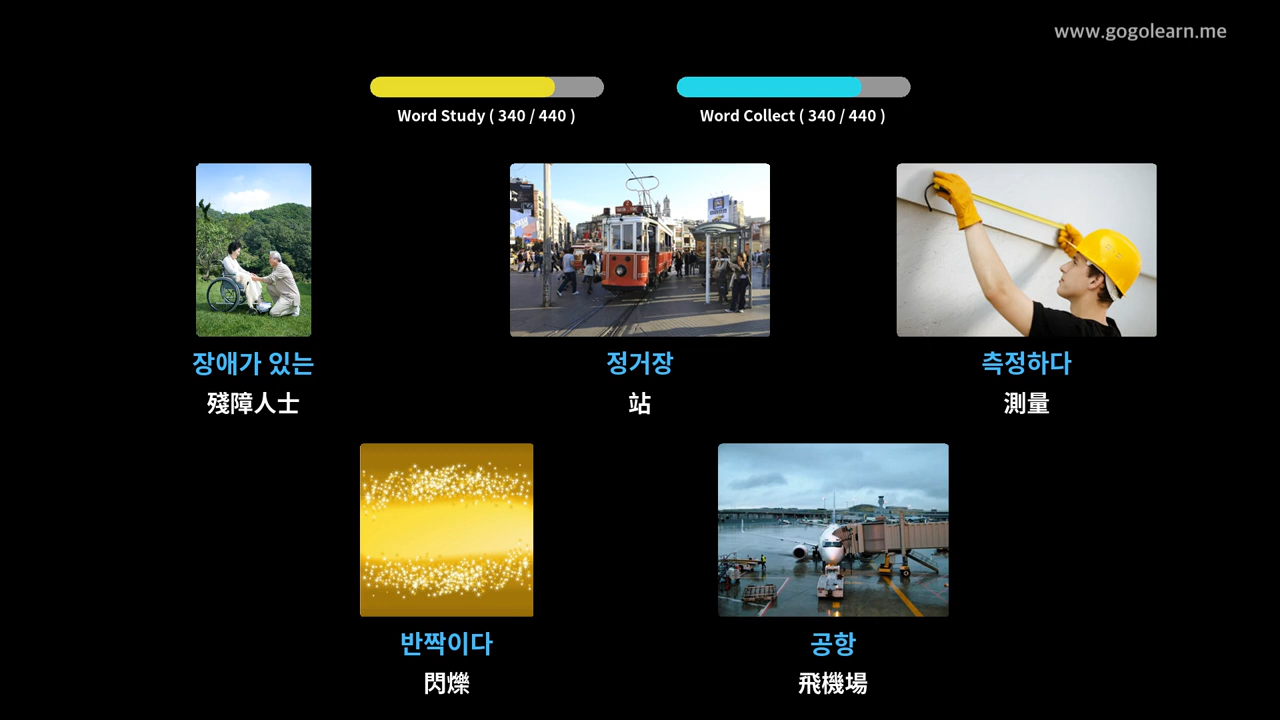 www.gogolearn.me
Word Study ( 340 / 440 )
Word Collect ( 340 / 440 )
장애가 있는
殘障人士
정거장
站
측정하다
測量
반짝이다
閃爍
공항
飛機場